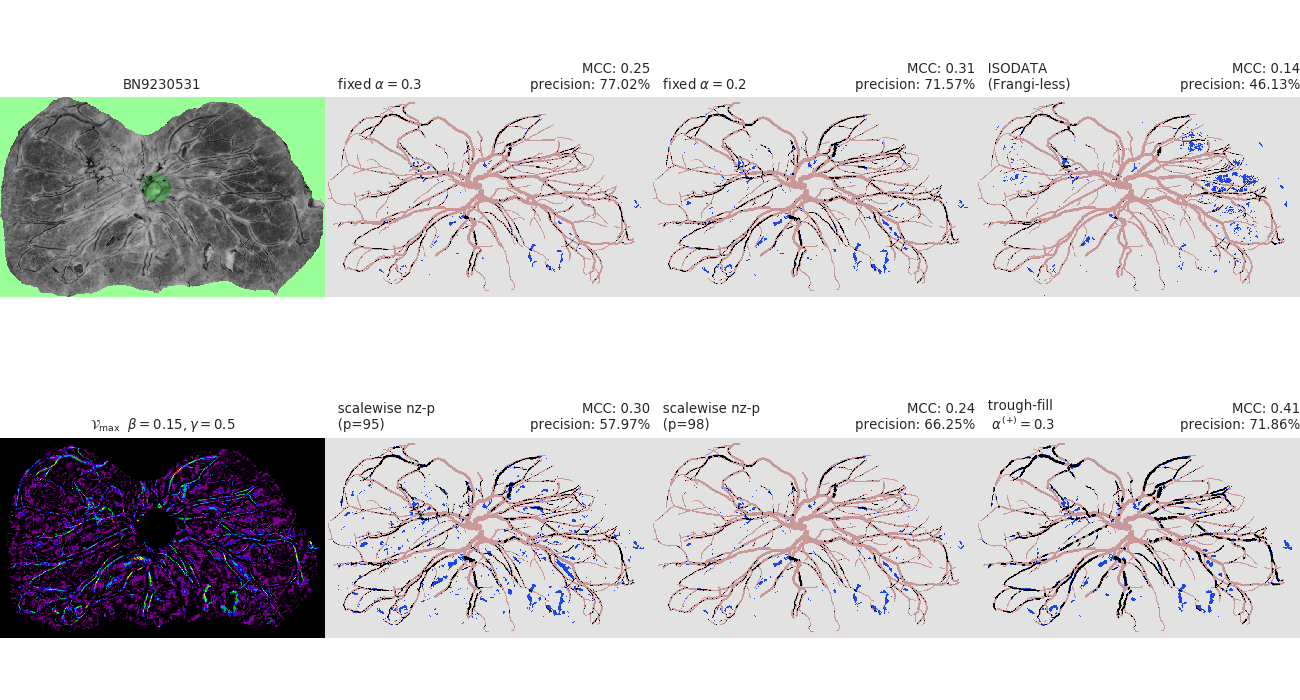 BN9230531
fixed α = 0.3
MCC: 0.25
precision: 77.02%
fixed α = 0.2
MCC: 0.31
precision: 71.57%
ISODATA
(Frangi-less)
MCC: 0.14
precision: 46.13%
𝒱max β = 0.15, γ = 0.5
scalewise nz-p
(p=95)
MCC: 0.30
precision: 57.97%
scalewise nz-p
(p=98)
MCC: 0.24
precision: 66.25%
trough-fill
α⁽⁺⁾ = 0.3
MCC: 0.41
precision: 71.86%